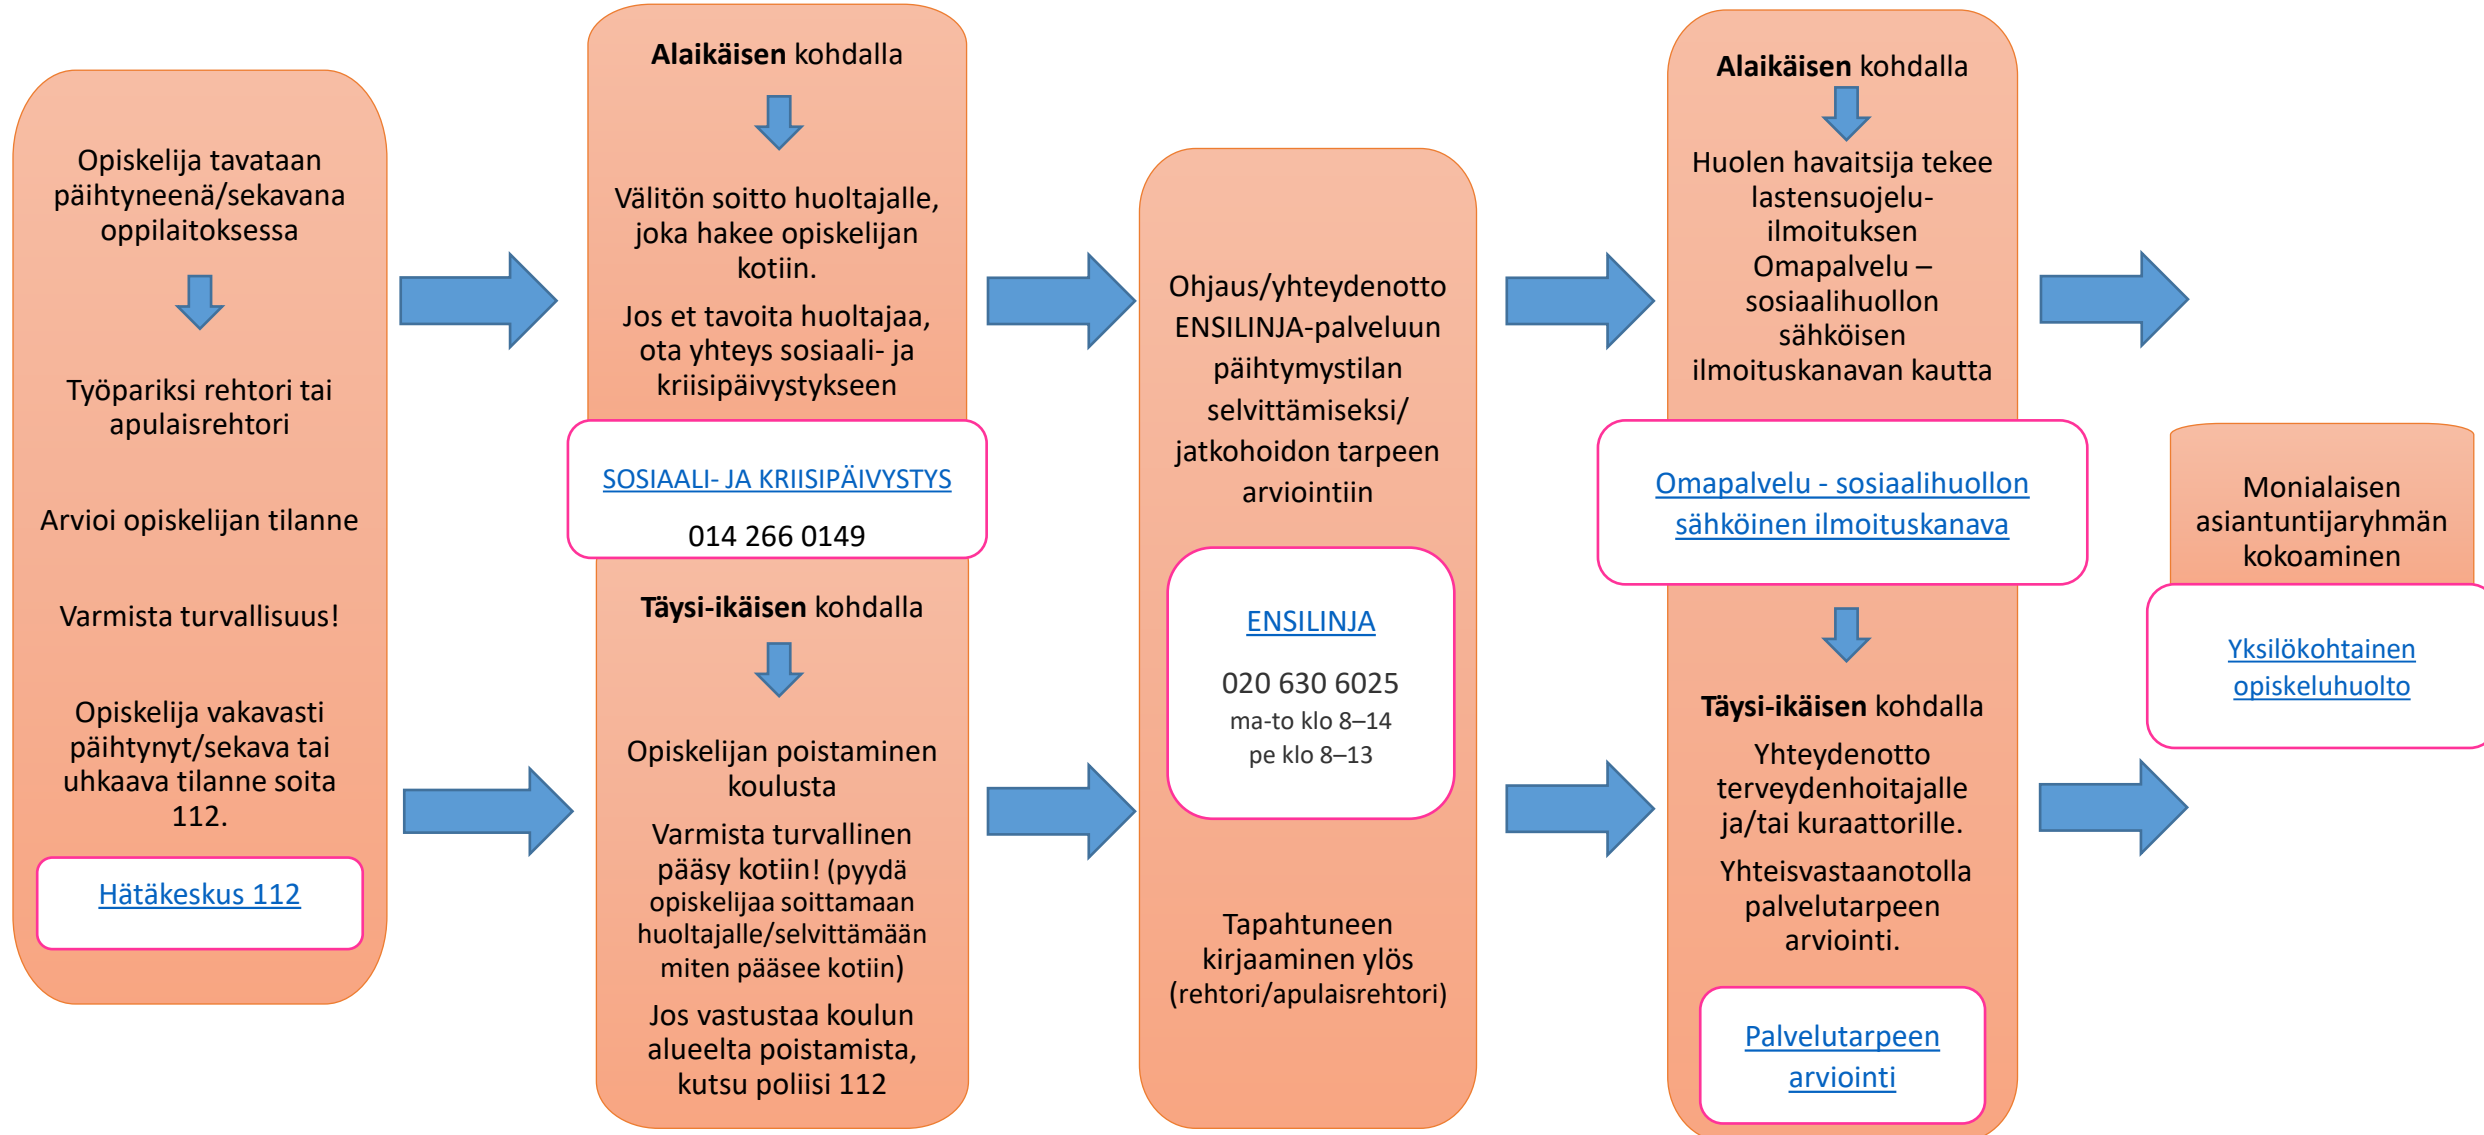 Opiskelija tavataan
päihtyneenä/sekavana
oppilaitoksessa
Työpariksi rehtori tai
apulaisrehtori
Arvioi opiskelijan tilanne
Varmista turvallisuus!
Opiskelija vakavasti
päihtynyt/sekava tai
uhkaava tilanne soita
112.
Hätäkeskus 112
Alaikäisen kohdalla
Välitön soitto huoltajalle,
joka hakee opiskelijan
kotiin.
Jos et tavoita huoltajaa,
ota yhteys sosiaali- ja
kriisipäivystykseen
SOSIAALI- JA KRIISIPÄIVYSTYS
014 266 0149
Täysi-ikäisen kohdalla
Opiskelijan poistaminen
koulusta
Varmista turvallinen
pääsy kotiin! (pyydä
opiskelijaa soittamaan
huoltajalle/selvittämään
miten pääsee kotiin)
Jos vastustaa koulun
alueelta poistamista,
kutsu poliisi 112
Ohjaus/yhteydenotto
ENSILINJA-palveluun
päihtymystilan
selvittämiseksi/
jatkohoidon tarpeen
arviointiin
ENSILINJA
020 630 6025
ma-to klo 8–14
pe klo 8–13
Tapahtuneen
kirjaaminen ylös
(rehtori/apulaisrehtori)
Alaikäisen kohdalla
Huolen havaitsija tekee
lastensuojelu-
ilmoituksen
Omapalvelu –
sosiaalihuollon
sähköisen
ilmoituskanavan kautta
Omapalvelu - sosiaalihuollon
sähköinen ilmoituskanava
Täysi-ikäisen kohdalla
Yhteydenotto
terveydenhoitajalle
ja/tai kuraattorille.
Yhteisvastaanotolla
palvelutarpeen
arviointi.
Palvelutarpeen
arviointi
Monialaisen
asiantuntijaryhmän
kokoaminen
Yksilökohtainen
opiskeluhuolto